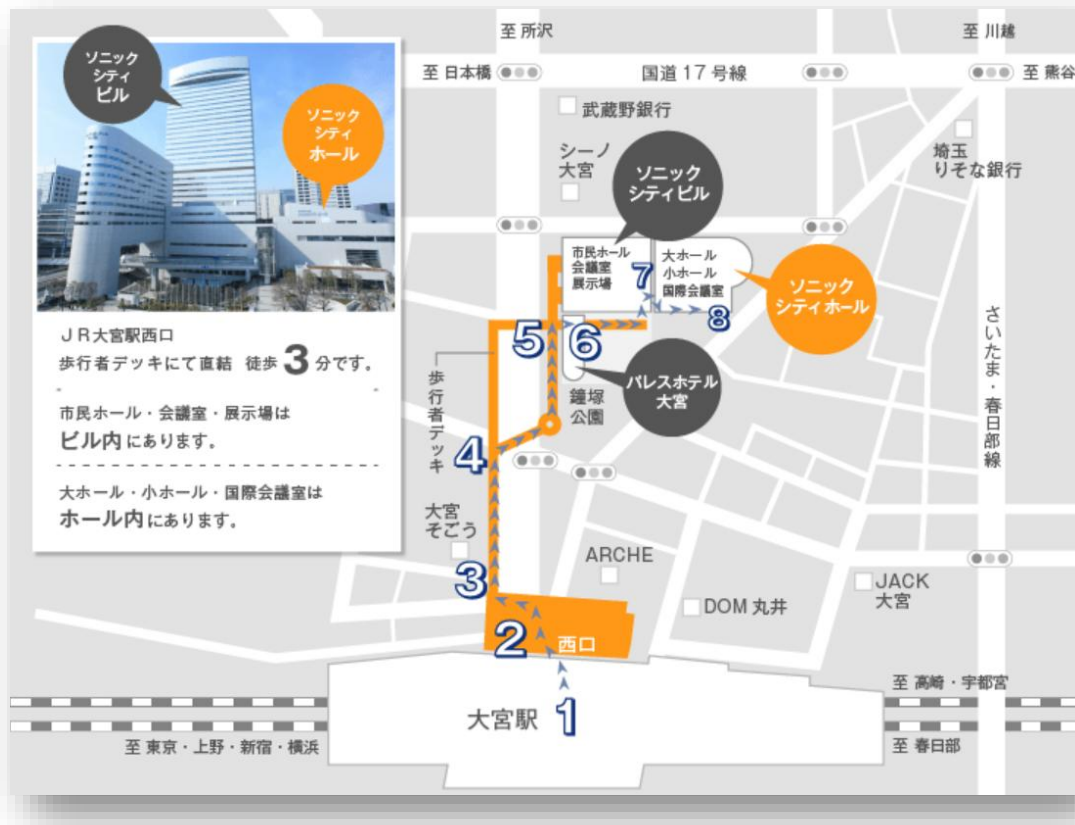 ソニック
シティ
ビル
ソニック
シティ
ホール
JR大宮駅西口
歩行者デッキにて直結 徒歩 3 分です。
市民ホール・会議室・展示場は
ビル内にあります。
大ホール・小ホール・国際会議室は
ホール内にあります。
至 所沢
至 川越
至 日本橋
国道 17 号線
至 熊谷
武蔵野銀行
シーノ
大宮
埼玉
りそな銀行
ソニック
シティビル
市民ホール
会議室
展示場
大ホール
小ホール
国際会議室
ソニック
シティホール
7
8
5
6
パレスホテル
大宮
鐘塚
公園
歩行者デッキ
さいたま・春日部線
4
大宮
そごう
3
ARCHE
DOM 丸井
JACK
大宮
2
西口
1
大宮駅
至 高崎・宇都宮
至 東京・上野・新宿・横浜
至 春日部